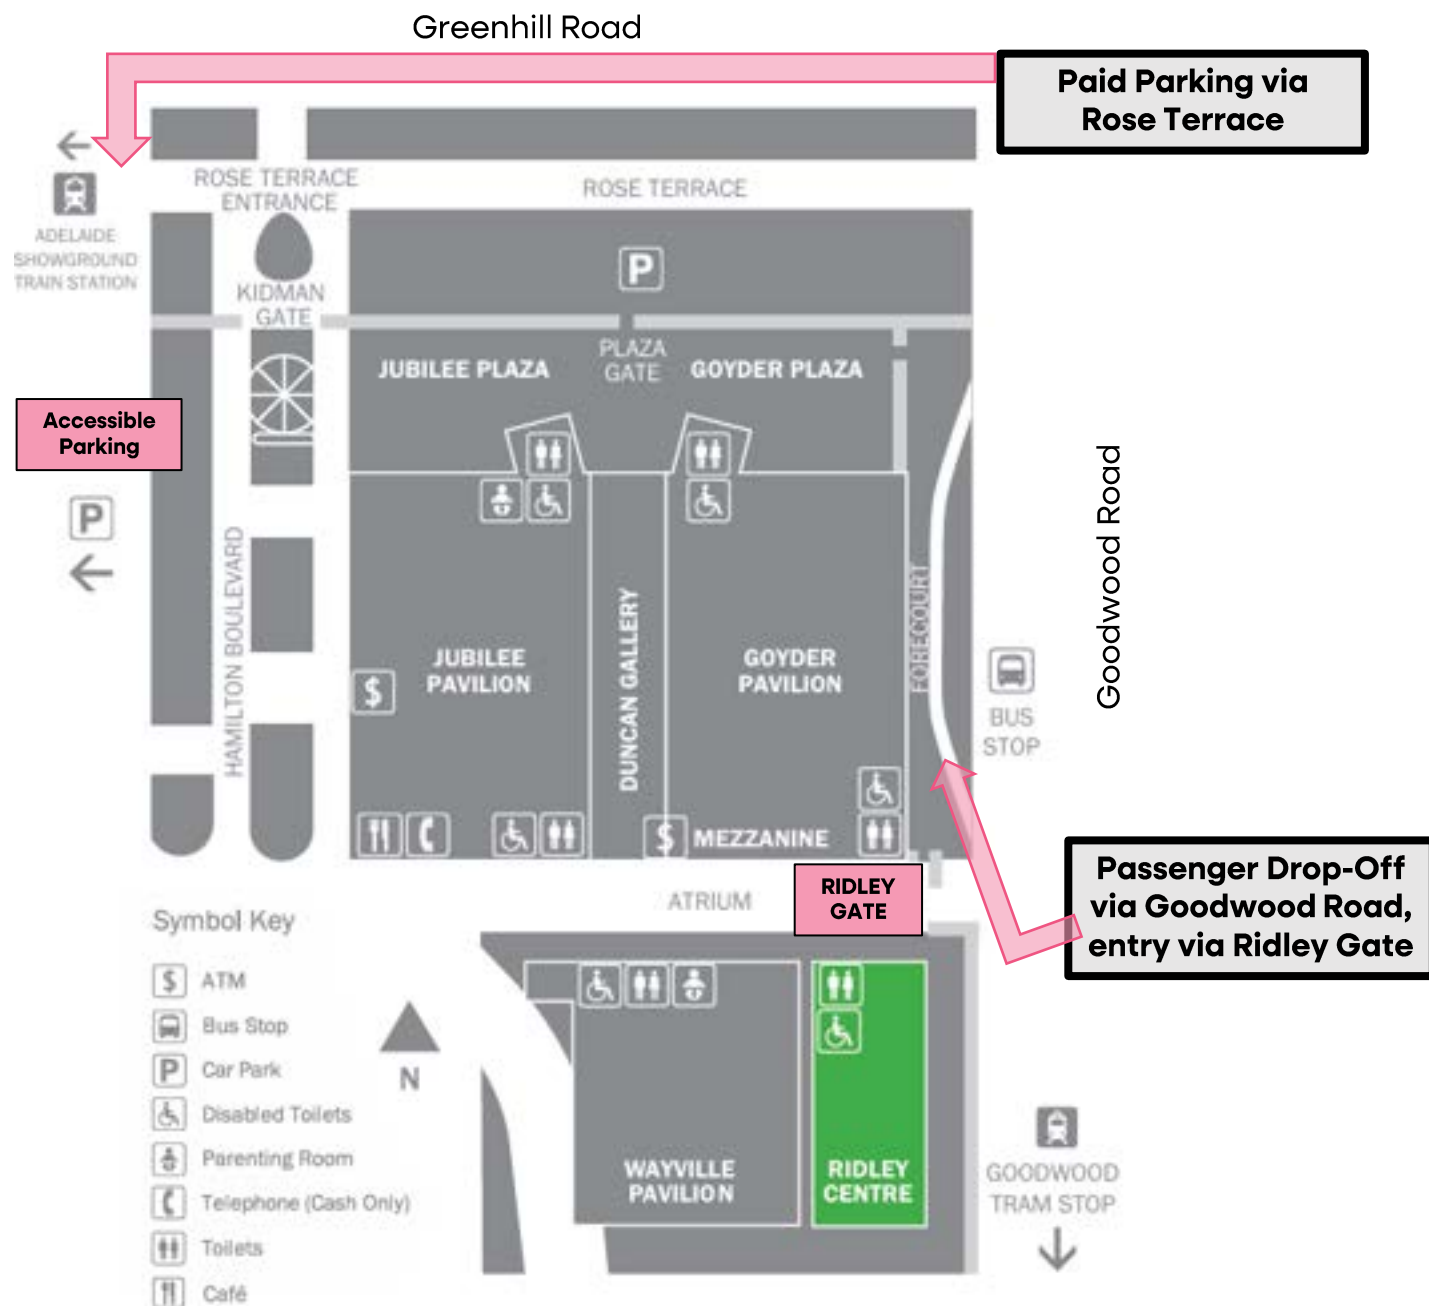 Greenhill Road
Paid Parking via
Rose Terrace
ROSE TERRACE
ENTRANCE
ROSE TERRACE
ADELAIDE
SHOWGROUND
TRAIN STATION
P
KIDMAN
GATE
PLAZA
GATE
JUBILEE PLAZA
GOYDER PLAZA
Accessible
Parking
P
HAMILTON BOULEVARD
JUBILEE
PAVILION
$
DUNCAN GALLERY
GOYDER
PAVILION
FORECOURT
BUS
STOP
Goodwood Road
$
MEZZANINE
RIDLEY
GATE
ATRIUM
Passenger Drop-Off
via Goodwood Road,
entry via Ridley Gate
Symbol Key
$ ATM
Bus Stop
P Car Park
Disabled Toilets
Parenting Room
Telephone (Cash Only)
Toilets
Café
N
WAYVILLE
PAVILION
RIDLEY
CENTRE
GOODWOOD
TRAM STOP